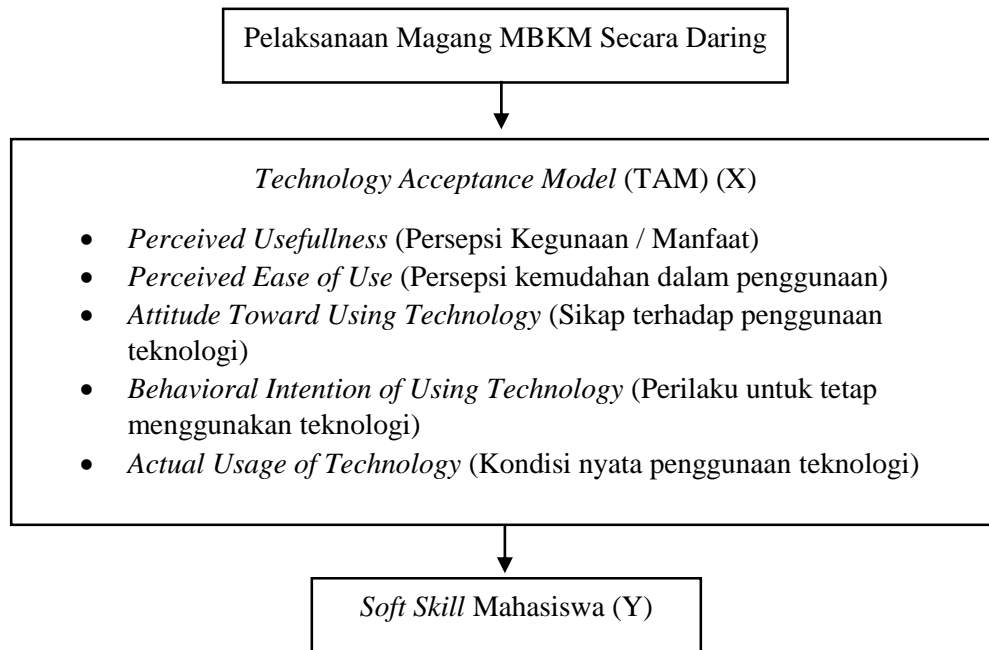 Pelaksanaan Magang MBKM Secara Daring
Technology Acceptance Model (TAM) (X)
• Perceived Usefullness (Persepsi Kegunaan / Manfaat)
• Perceived Ease of Use (Persepsi kemudahan dalam penggunaan)
• Attitude Toward Using Technology (Sikap terhadap penggunaan
teknologi)
• Behavioral Intention of Using Technology (Perilaku untuk tetap
menggunakan teknologi)
• Actual Usage of Technology (Kondisi nyata penggunaan teknologi)
Soft Skill Mahasiswa (Y)